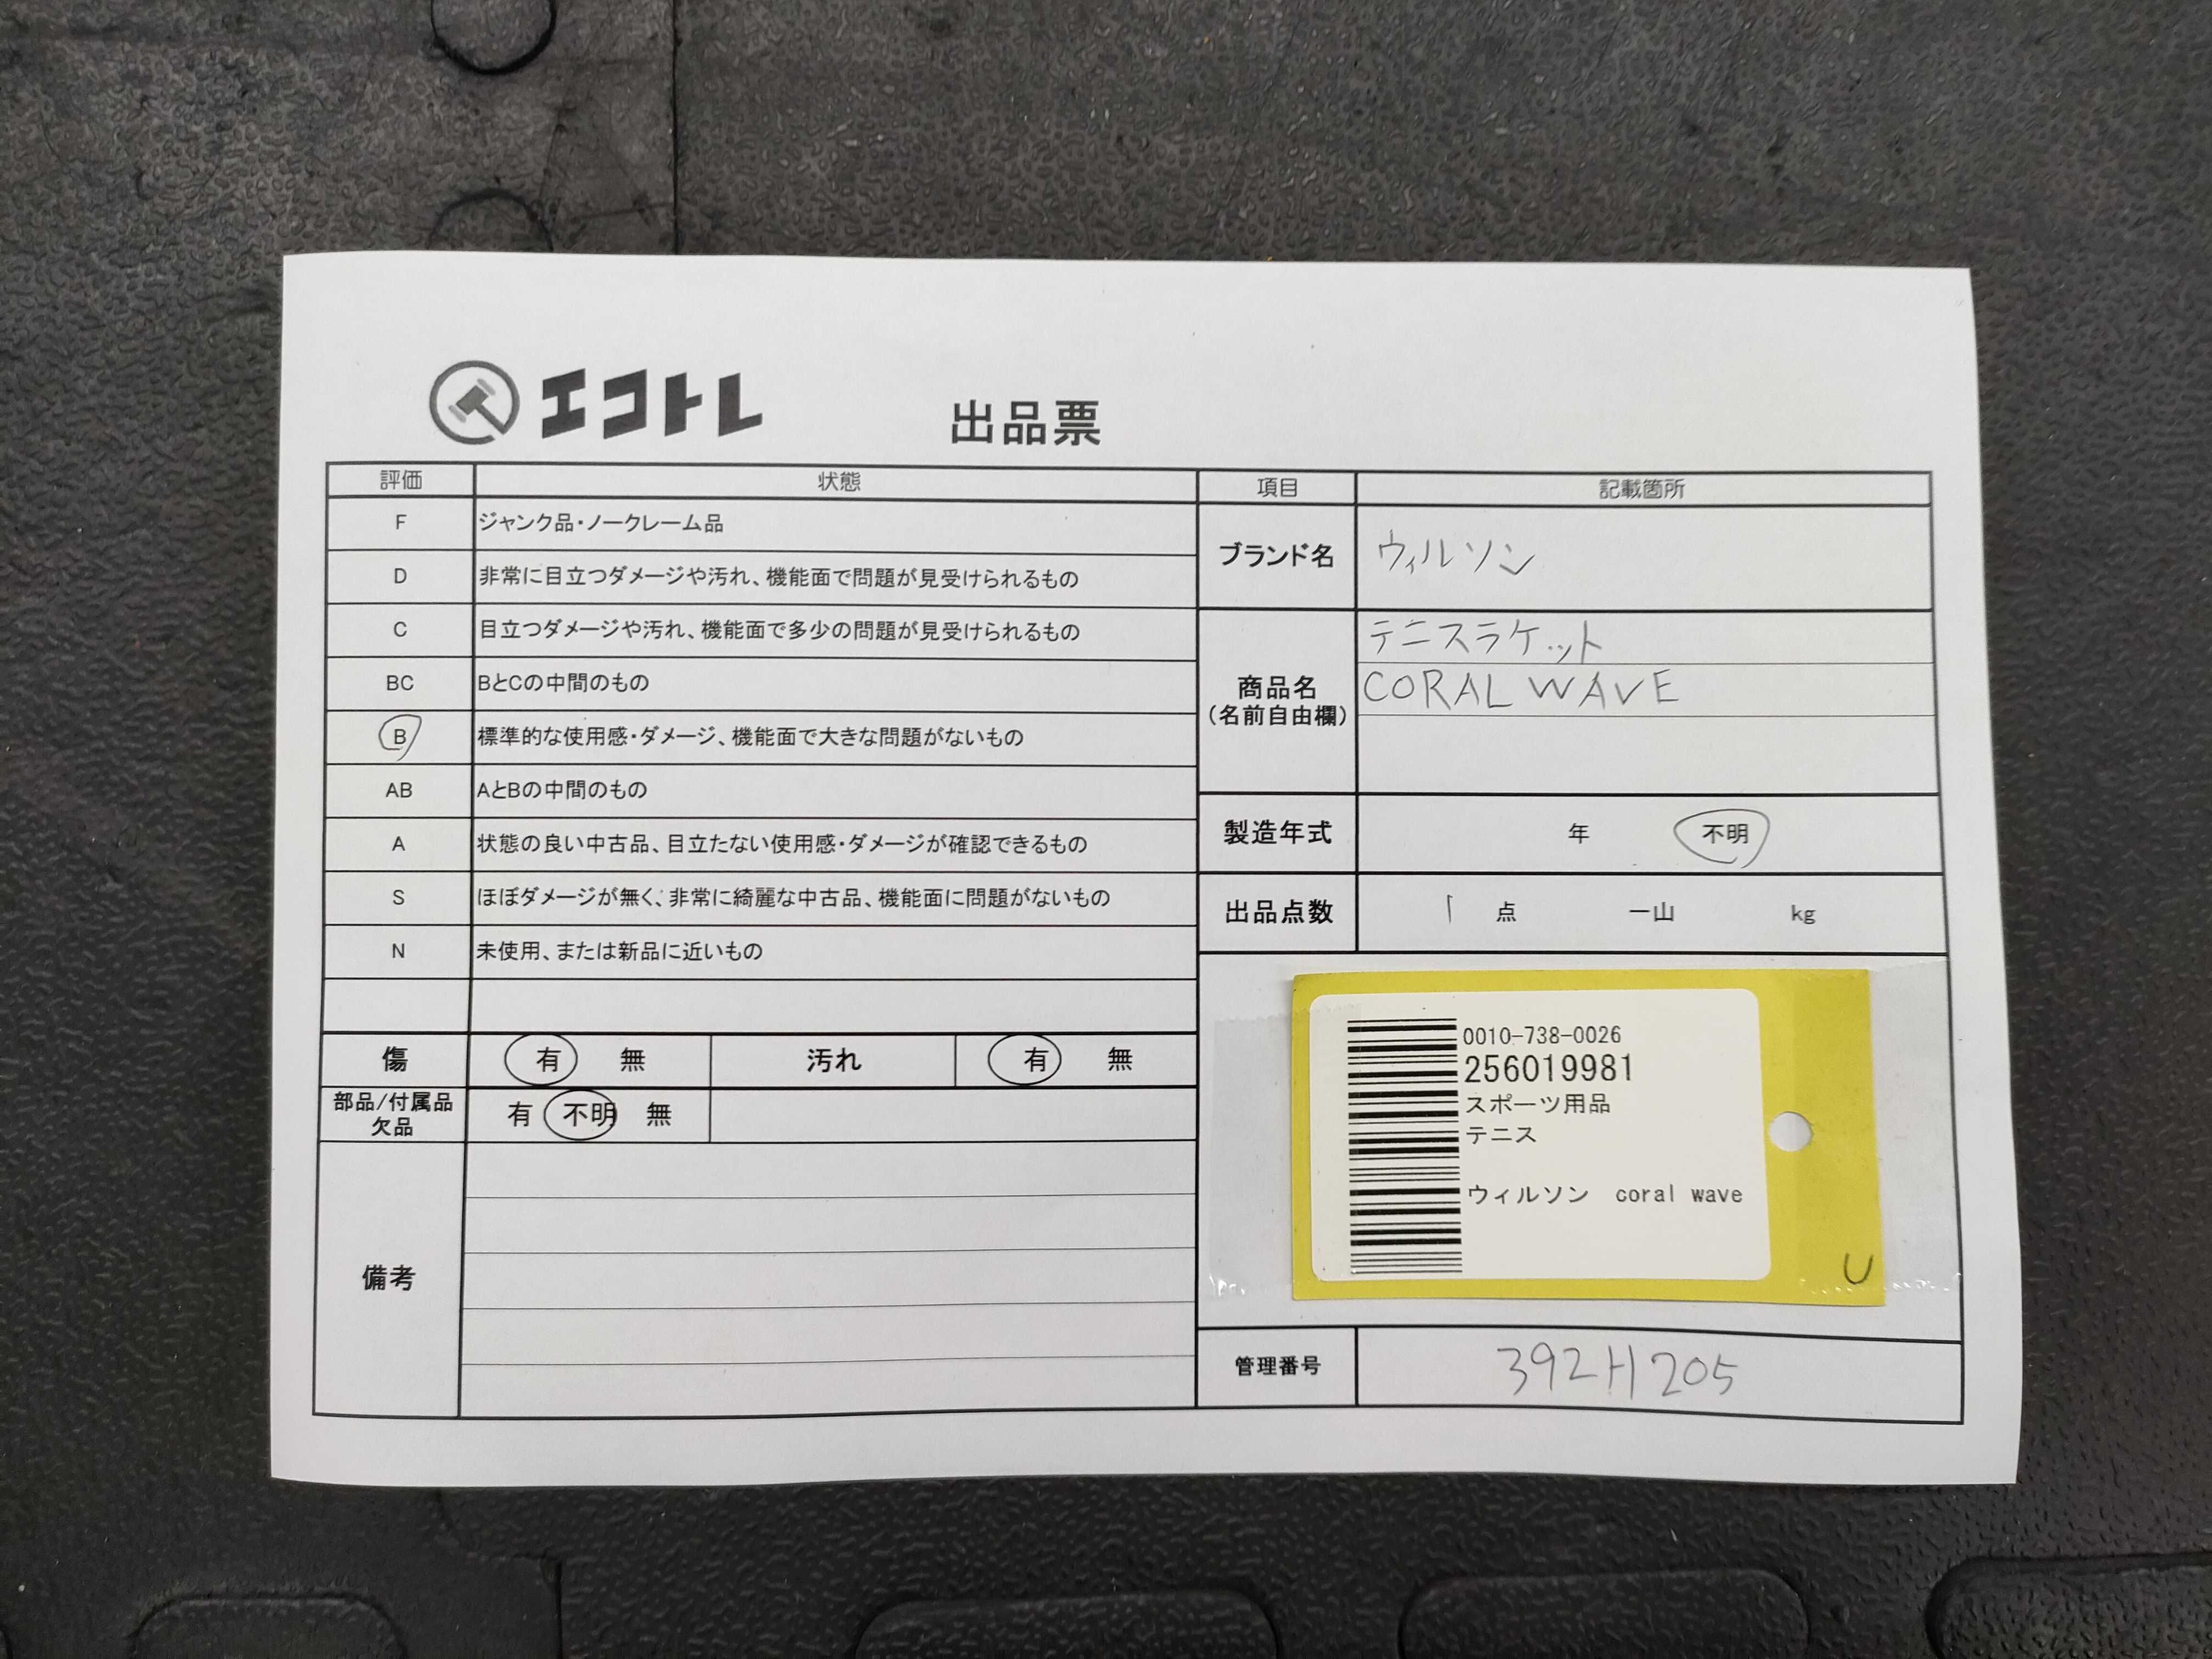 エコトレ
出品票
評価 状態
F ジャンク品・ノークレーム品
D 非常に目立つダメージや汚れ、機能面で問題が見受けられるもの
C 目立つダメージや汚れ、機能面で多少の問題が見受けられるもの
BC BとCの中間のもの
B 標準的な使用感・ダメージ、機能面で大きな問題がないもの
AB AとBの中間のもの
A 状態の良い中古品、目立たない使用感・ダメージが確認できるもの
S ほぼダメージが無く、非常に綺麗な中古品、機能面に問題がないもの
N 未使用、または新品に近いもの
傷 有 無 汚れ 有 無
部品/付属品
欠品
有 不明 無
備考
項目 記載箇所
ブランド名 ウィルソン
商品名
(名前自由欄)
テニスラケット
CORAL WAVE
製造年式 年 不明
出品点数 1 点 一山 kg
0010-738-0026
256019981
スポーツ用品
テニス
ウィルソン coral wave
U
管理番号 392H205